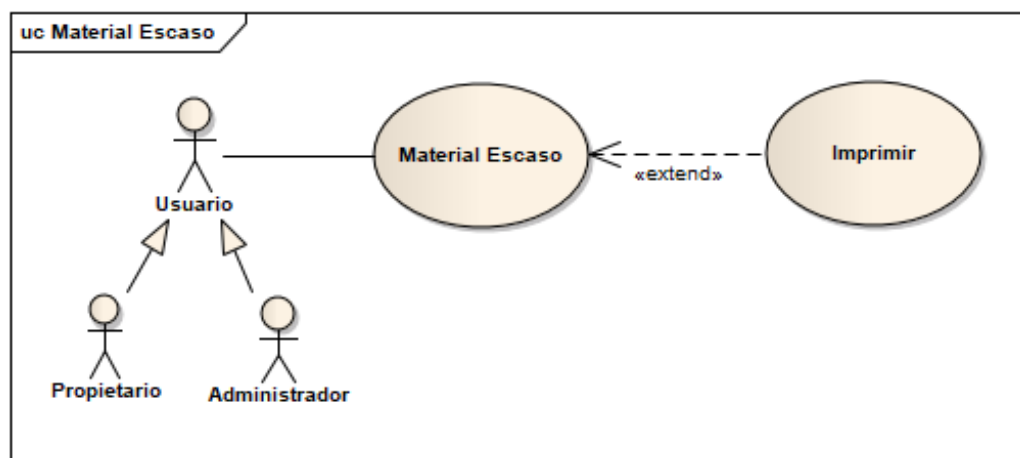 uc Material Escaso
Usuario
Material Escaso
«extend»
Imprimir
Propietario
Administrador